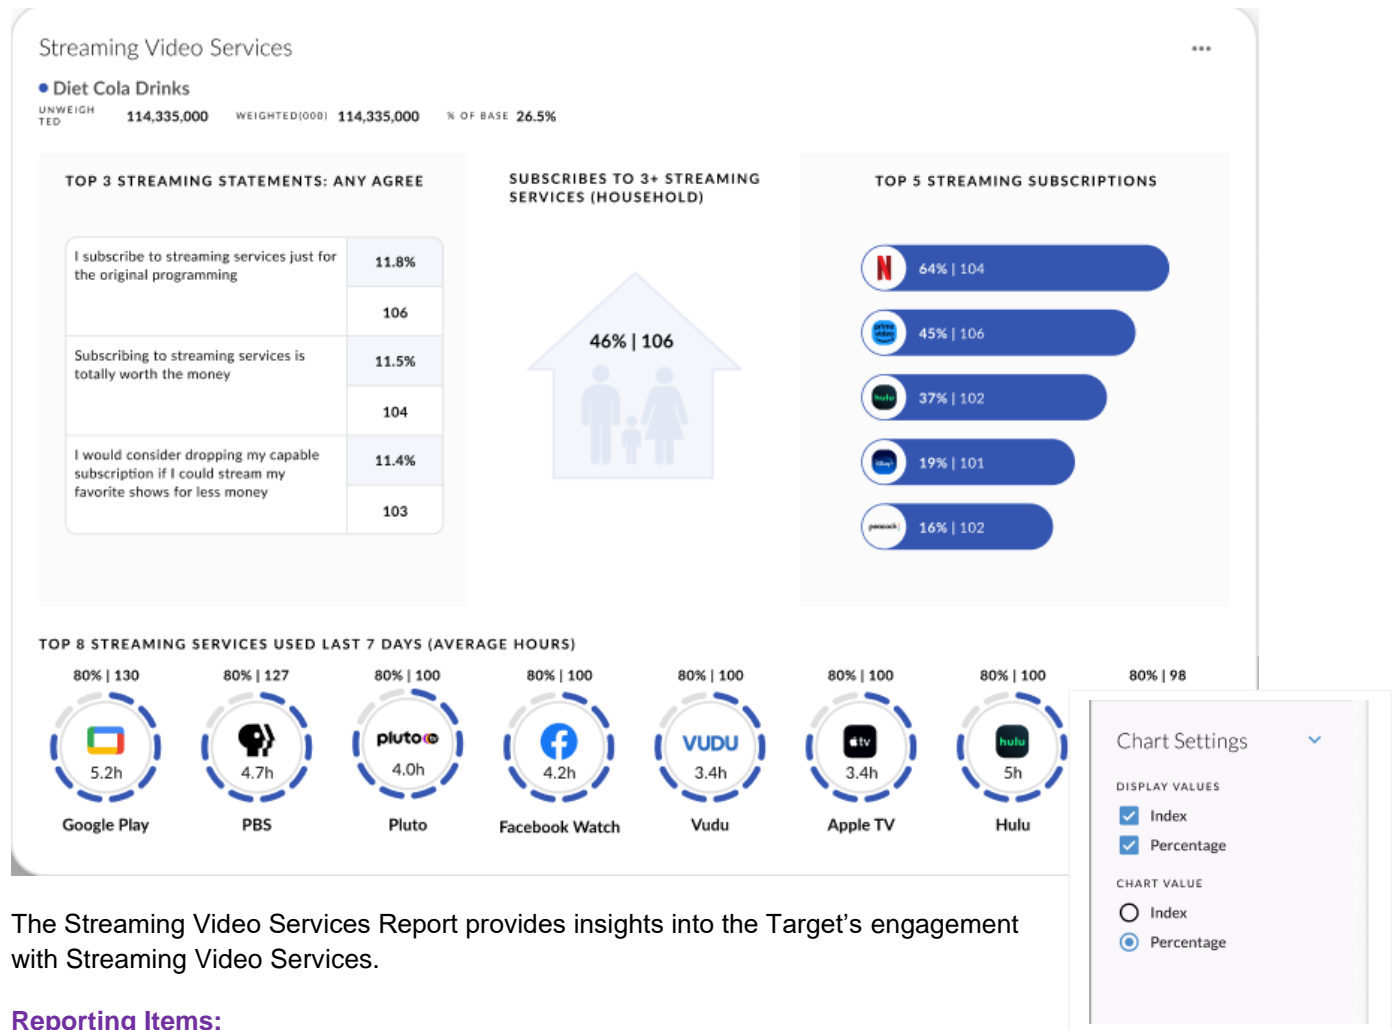 Streaming Video Services
Diet Cola Drinks
UNWEIGH
TED
114,335,000
WEIGHTED(000) 114,335,000
% OF BASE 26.5%
TOP 3 STREAMING STATEMENTS: ANY AGREE
I subscribe to streaming services just for
the original programming
11.8%
106
Subscribing to streaming services is
totally worth the money
11.5%
104
I would consider dropping my capable
subscription if I could stream my
favorite shows for less money
11.4%
103
SUBSCRIBES TO 3+ STREAMING
SERVICES (HOUSEHOLD)
46% | 106
TOP 5 STREAMING SUBSCRIPTIONS
N
64% | 104
prime
video
45% | 106
hulu
37% | 102
Disney+
19% | 101
peacock
16% | 102
TOP 8 STREAMING SERVICES USED LAST 7 DAYS (AVERAGE HOURS)
80% | 130
5.2h
Google Play
80% | 127
4.7h
PBS
80% | 100
pluto tv
4.0h
Pluto
80% | 100
4.2h
Facebook Watch
80% | 100
VUDU
3.4h
Vudu
80% | 100
tv
3.4h
Apple TV
80% | 100
hulu
5h
Hulu
80% | 98
Chart Settings
DISPLAY VALUES
Index
Percentage
CHART VALUE
Index
Percentage
The Streaming Video Services Report provides insights into the Target’s engagement
with Streaming Video Services.
Reporting Items: